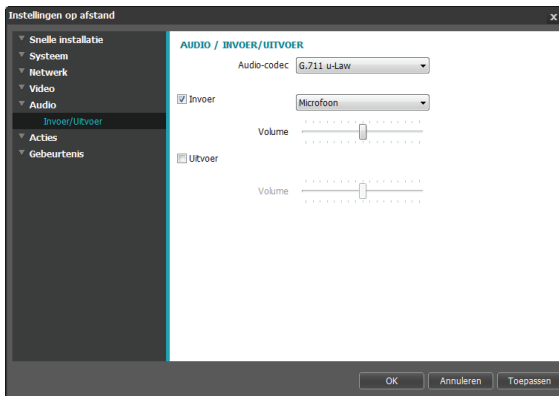 Instellingen op afstand
x
Snelle installatie
Systeem
Netwerk
Video
Audio
Invoer/Uitvoer
Acties
Gebeurtenis
AUDIO / INVOER/UITVOER
Audio-codec G.711 u-Law
Invoer Microfoon
Volume
Uitvoer
Volume
OK Annuleren Toepassen